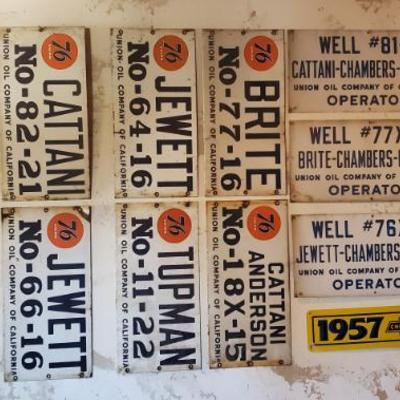 76
CATTANI
No-82-21
UNION OIL COMPANY OF CALIFORNIA
76
JEWETT
No-64-16
UNION OIL COMPANY OF CALIFORNIA
76
BRITE
No-77-16
UNION OIL COMPANY OF CALIFORNIA
WELL #81-
CATTANI-CHAMBERS-
UNION OIL COMPANY OF C
OPERATO
WELL #77X
BRITE-CHAMBERS-
UNION OIL COMPANY OF
OPERATO
76
JEWETT
No-66-16
UNION OIL COMPANY OF CALIFORNIA
76
TUPMAN
No-11-22
UNION OIL COMPANY OF CALIFORNIA
76
CATTANI
ANDERSON
No-18X-15
UNION OIL COMPANY OF CALIFORNIA
WELL #76X
JEWETT-CHAMBERS
UNION OIL COMPANY OF
OPERATO
1957